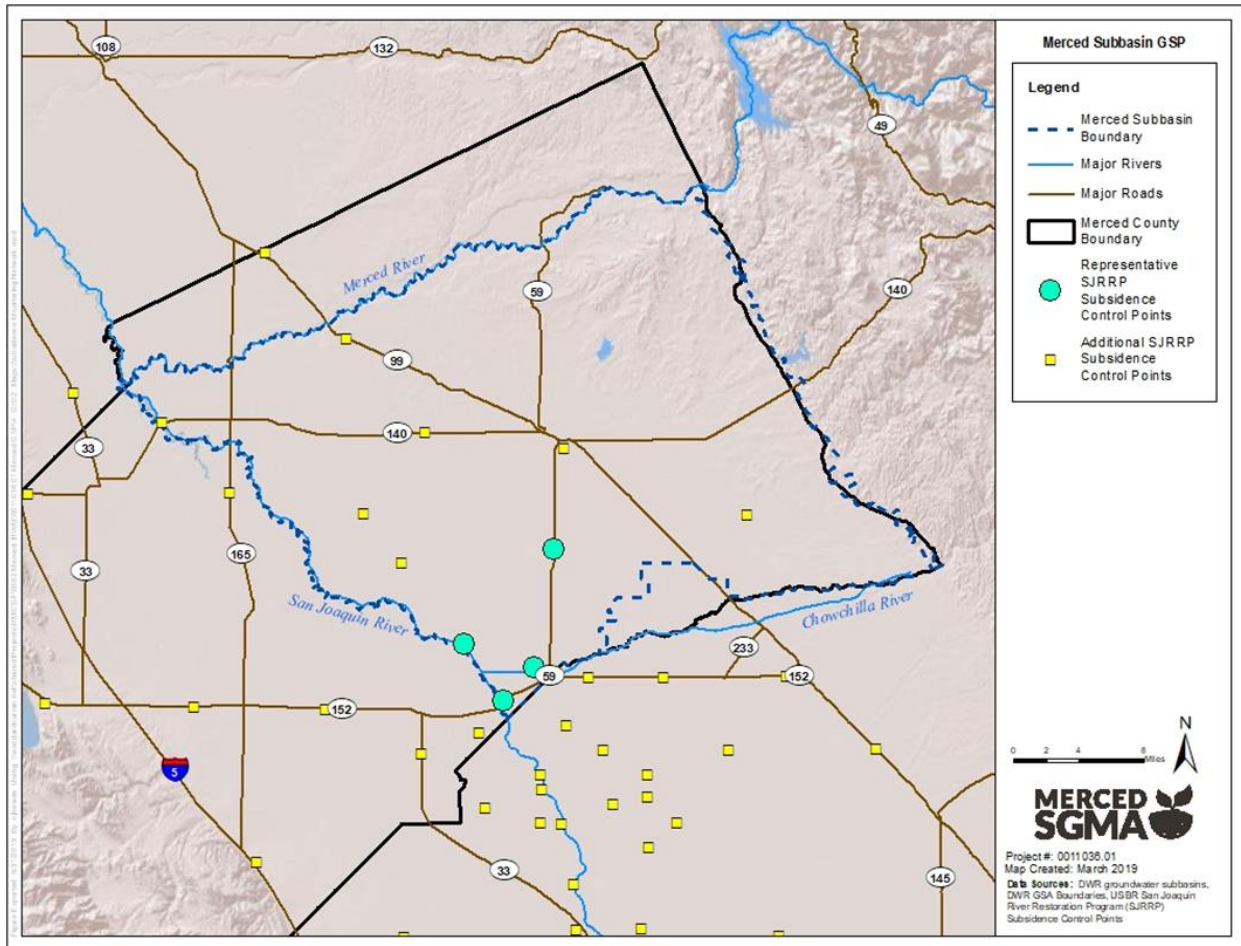 Merced Subbasin GSP
Legend
Merced Subbasin
Boundary
Major Rivers
Major Roads
Merced County
Boundary
Representative
SJRRP
Subsidence
Control Points
Additional SJRRP
Subsidence
Control Points
108
132
49
Merced River
59
140
99
33
140
165
33
San Joaquin River
Chowchilla River
233
59
152
152
5
33
145
N
0 2 4 8
Miles
MERCED
SGMA
Project #: 0011036.01
Map Created: March 2019
Data Sources: DWR groundwater subbasins,
DWR GSA Boundaries, USBR San Joaquin
River Restoration Program (SJRRP)
Subsidence Control Points